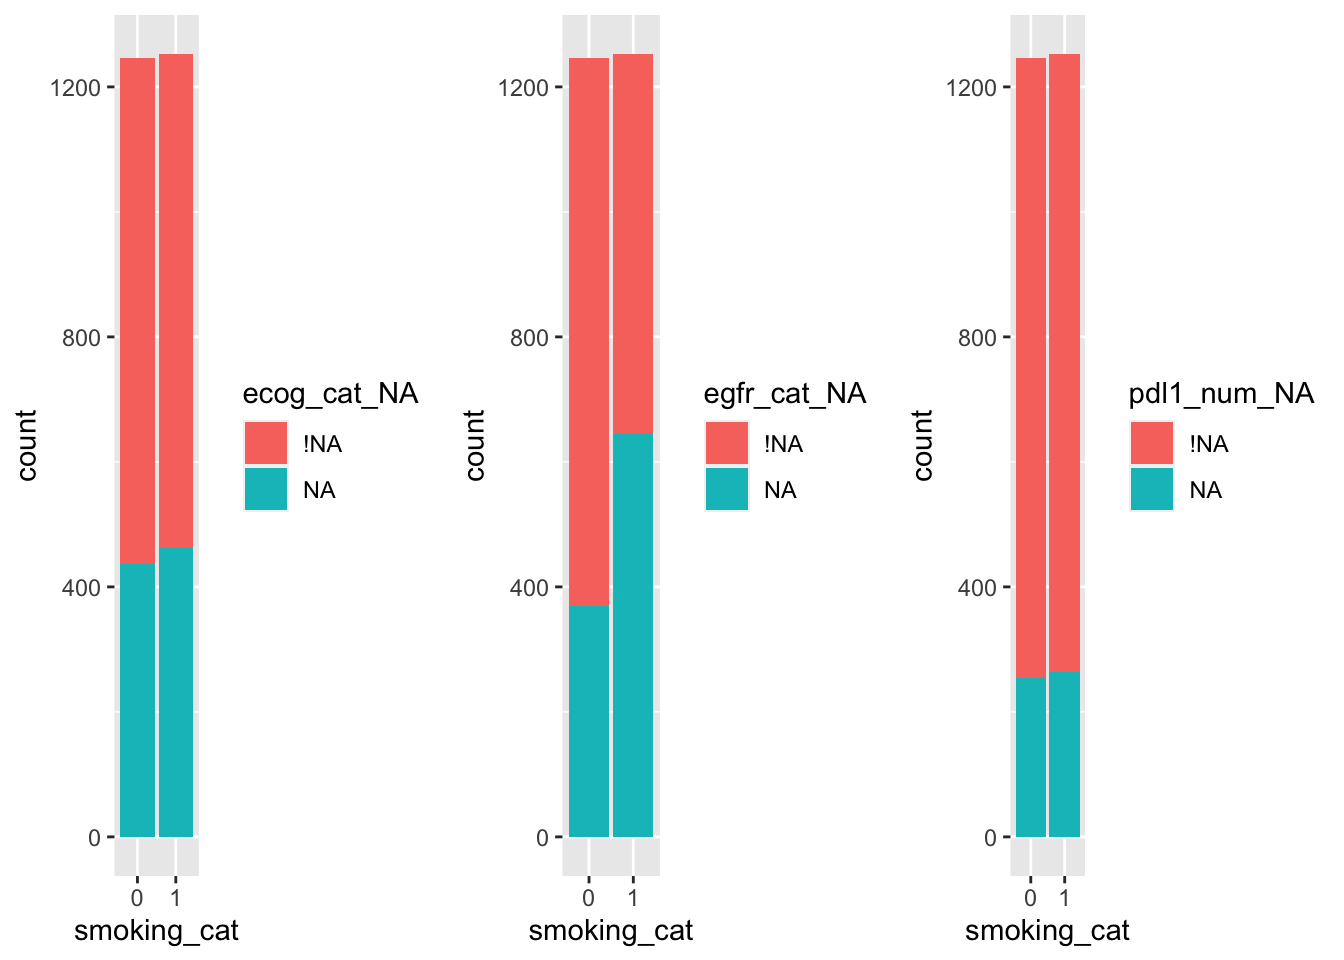 1200
800
400
0
count
0 1
smoking_cat
ecog_cat_NA
!NA
NA
1200
800
400
0
count
0 1
smoking_cat
egfr_cat_NA
!NA
NA
1200
800
400
0
count
0 1
smoking_cat
pdl1_num_NA
!NA
NA